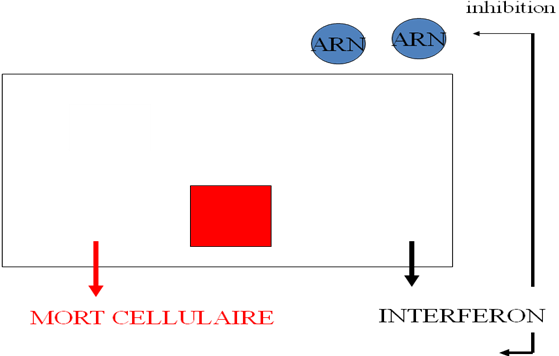 inhibition
ARN ARN
MORT CELLULAIRE INTERFERON